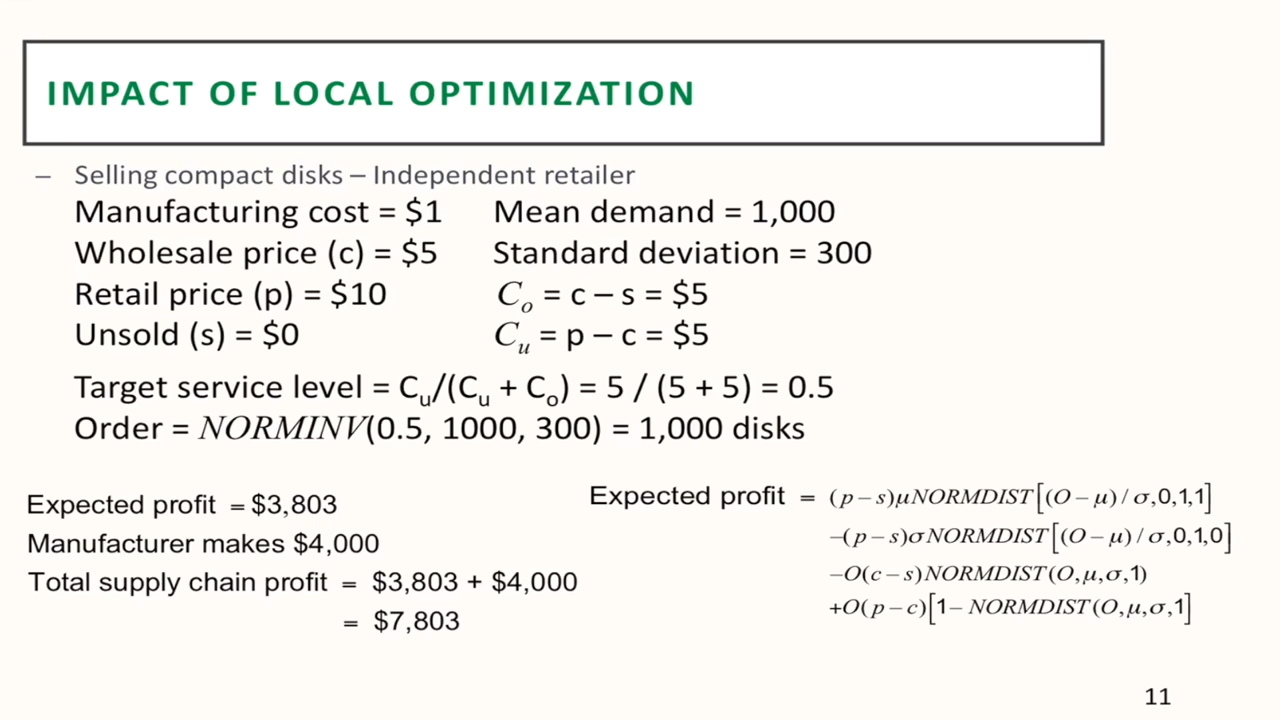 IMPACT OF LOCAL OPTIMIZATION
– Selling compact disks – Independent retailer
Manufacturing cost = $1 Mean demand = 1,000
Wholesale price (c) = $5 Standard deviation = 300
Retail price (p) = $10 Co = c – s = $5
Unsold (s) = $0 Cu = p – c = $5
Target service level = Cu/(Cu + Co) = 5 / (5 + 5) = 0.5
Order = NORMINV(0.5, 1000, 300) = 1,000 disks
Expected profit = $3,803
Manufacturer makes $4,000
Total supply chain profit = $3,803 + $4,000
= $7,803
Expected profit = (p – s)μNORMDIST[(O – μ) / σ,0,1,1]
–(p – s)σNORMDIST[(O – μ) / σ,0,1,0]
–O(c – s)NORMDIST(O,μ,σ,1)
+O(p – c)[1– NORMDIST(O,μ,σ,1]
11